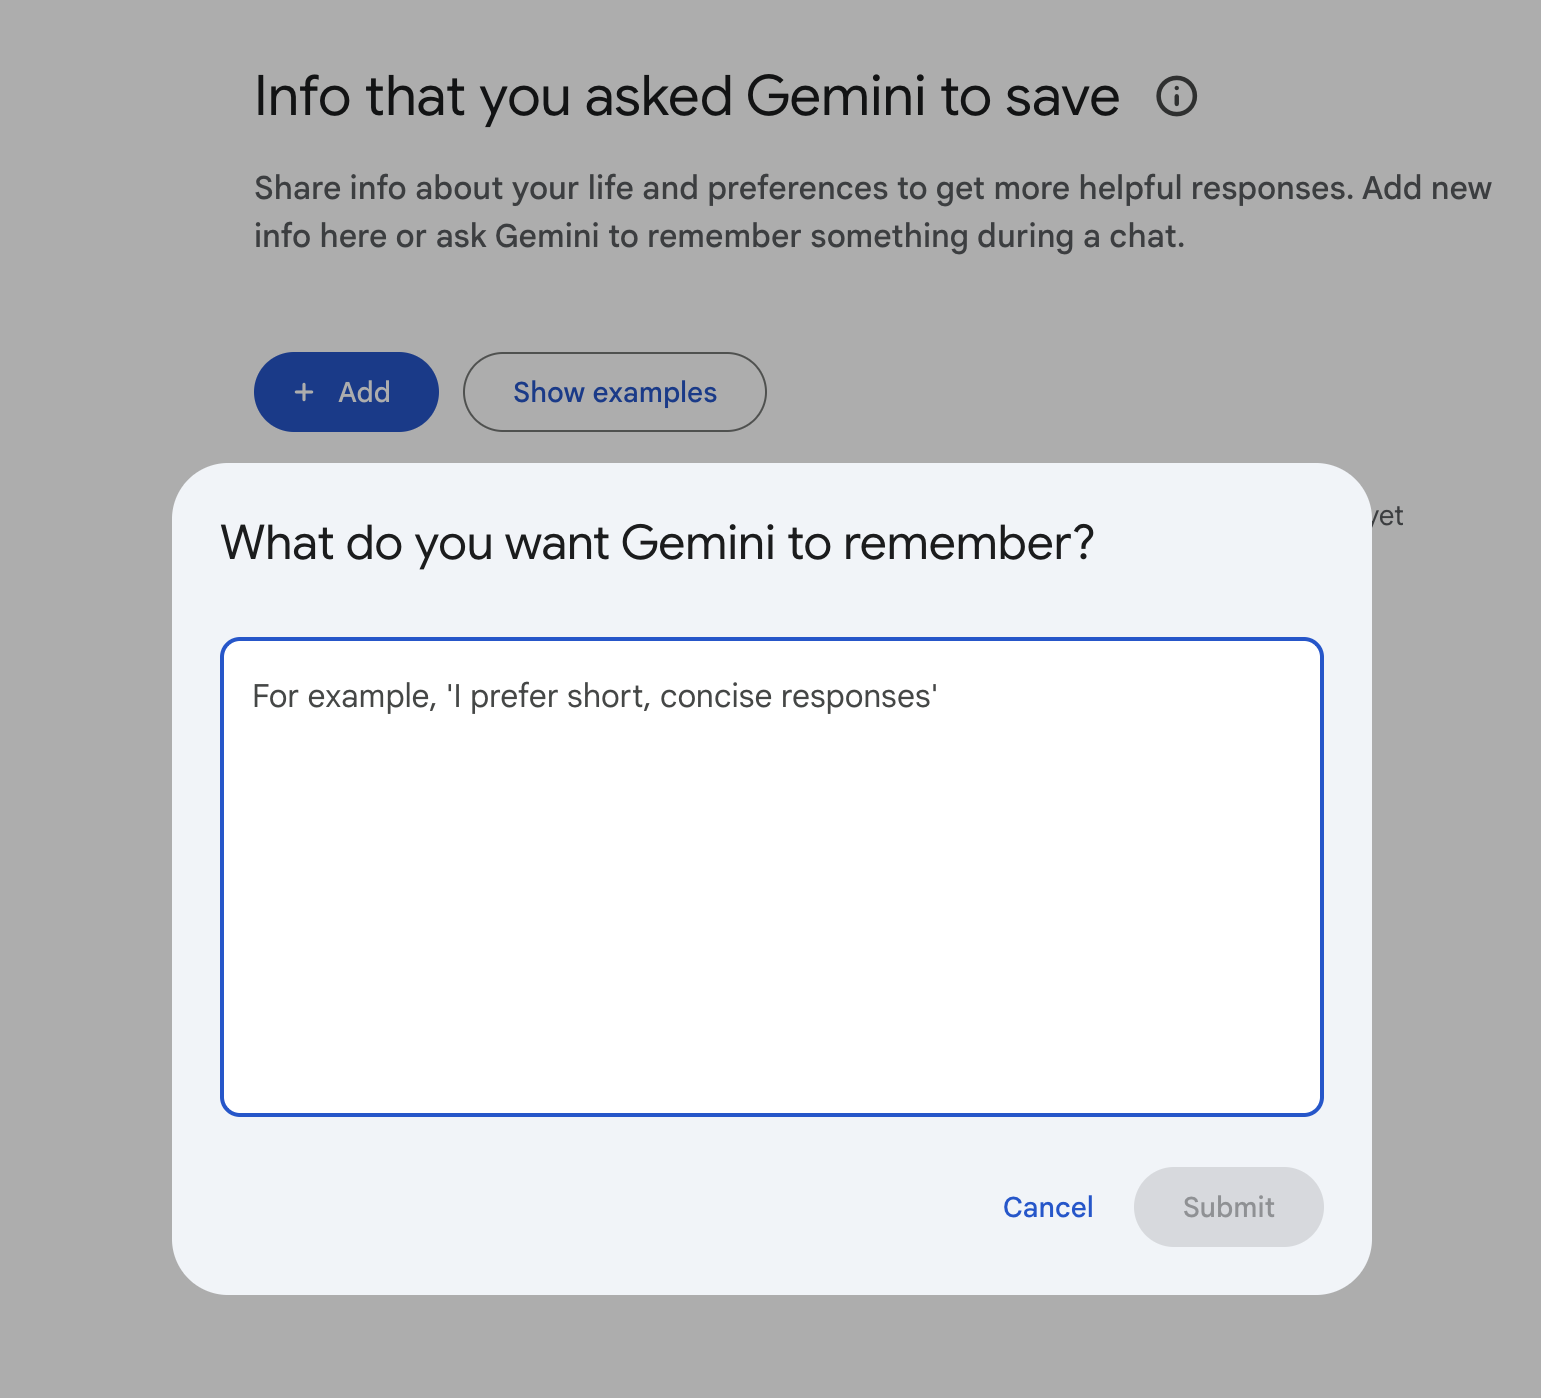 Info that you asked Gemini to save
Share info about your life and preferences to get more helpful responses. Add new
info here or ask Gemini to remember something during a chat.
+ Add
Show examples
yet
What do you want Gemini to remember?
For example, 'I prefer short, concise responses'
Cancel
Submit